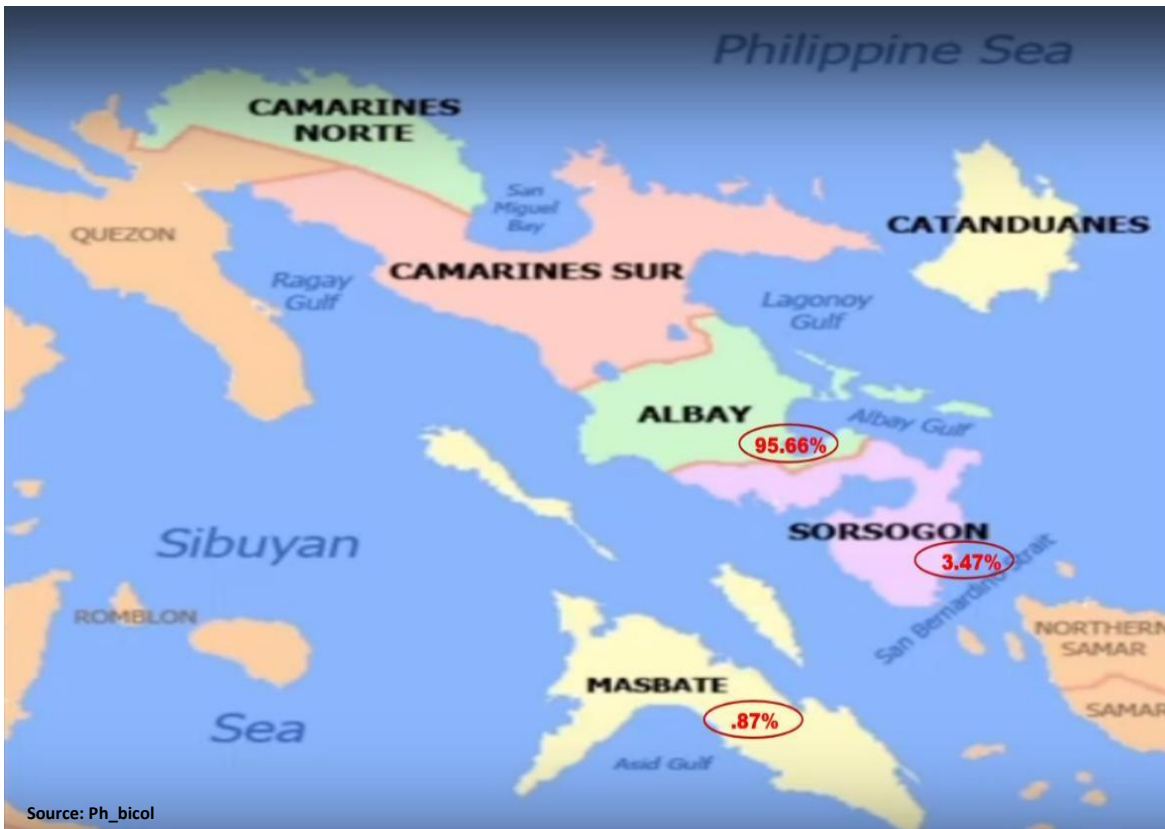 Philippine Sea
CAMARINES
NORTE
San
Miguel
Bay
CATANDUANES
QUEZON
CAMARINES SUR
Ragay
Gulf
Lagonoy
Gulf
ALBAY
Albay Gulf
95.66%
SORSOGON
3.47%
San Bernardino Strait
Sibuyan
ROMBLON
NORTHERN
SAMAR
MASBATE
.87%
SAMAR
Sea
Asid Gulf
Source: Ph_bicol